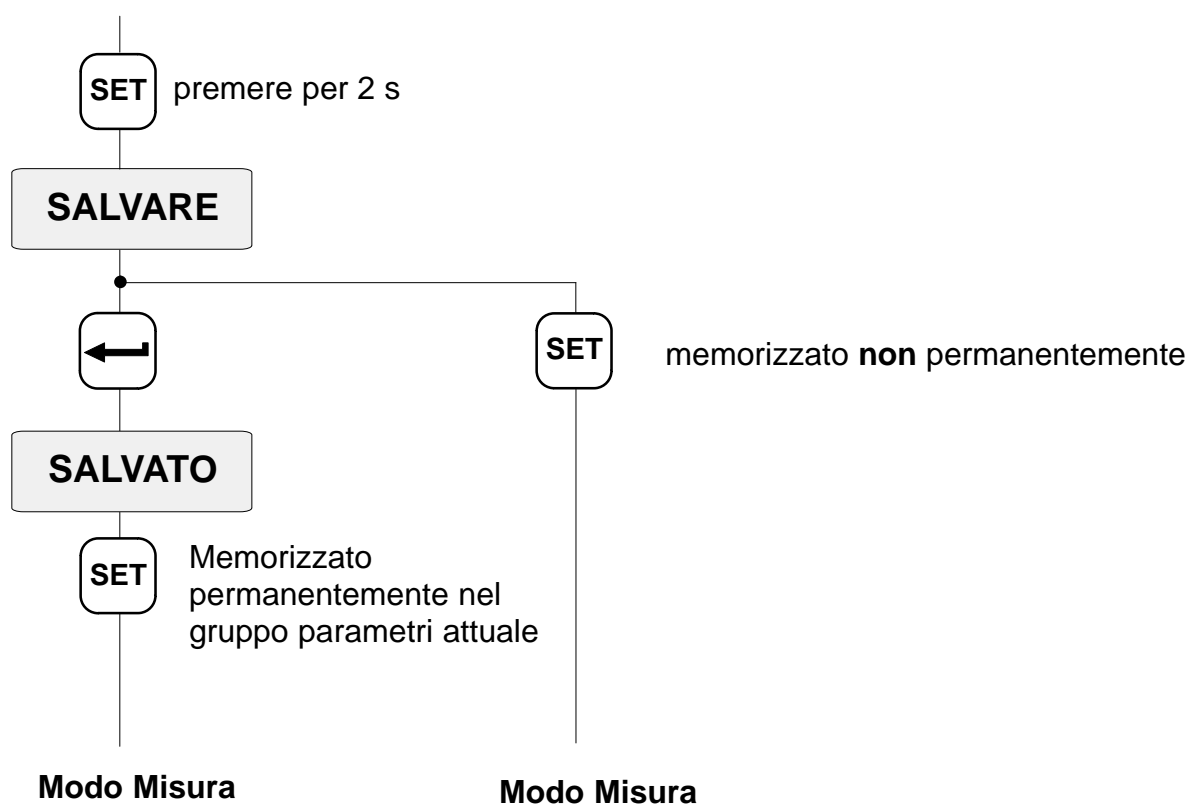 SET premere per 2 s
SALVARE
SET memorizzato non permanentemente
SALVATO
SET
Memorizzato
permanentemente nel
gruppo parametri attuale
Modo Misura
Modo Misura